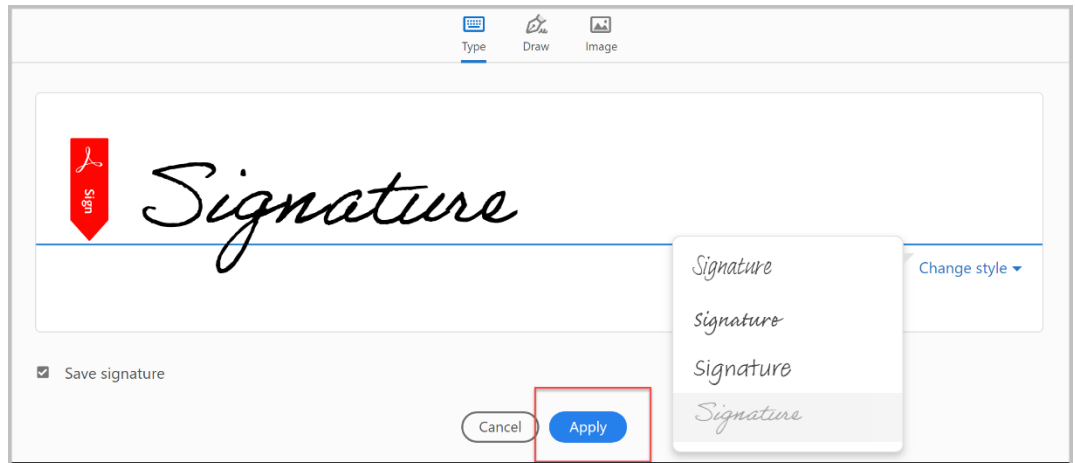 Type Draw Image
Sign
Signature
Change style
Signature
Signature
Signature
Signature
Save signature
Cancel Apply